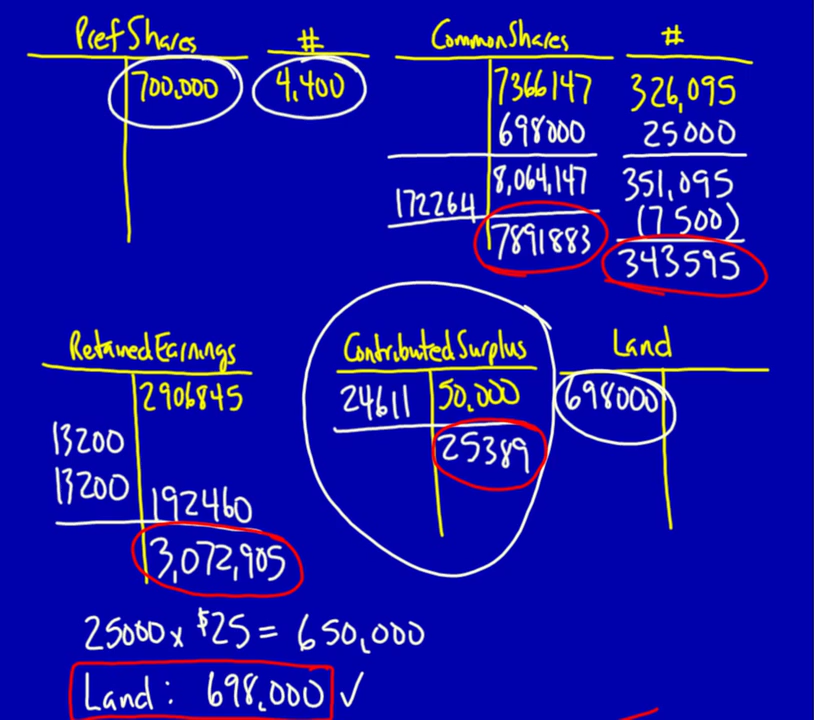 Pref Shares # Common Shares #
700,000 4,400 7366147 326,095
698000 25000
8,064,147 351,095
172264 (7500)
7891883 343595
Retained Earnings Contributed Surplus Land
2906845 24611 50,000 698000
13200 25389
13200 192460
3,072,905
25000 x $25 = 650,000
Land: 698,000 ✓